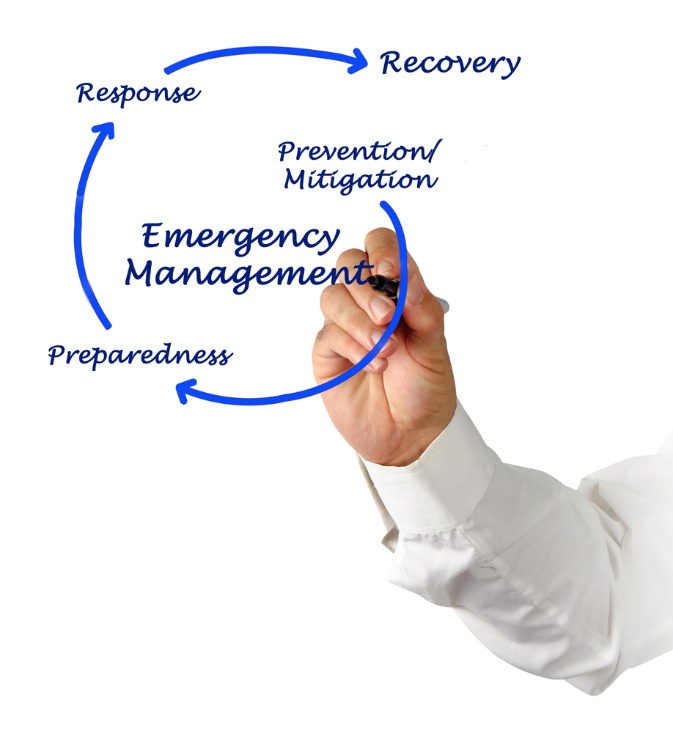 Recovery
Response
Prevention/
Mitigation
Emergency
Management
Preparedness